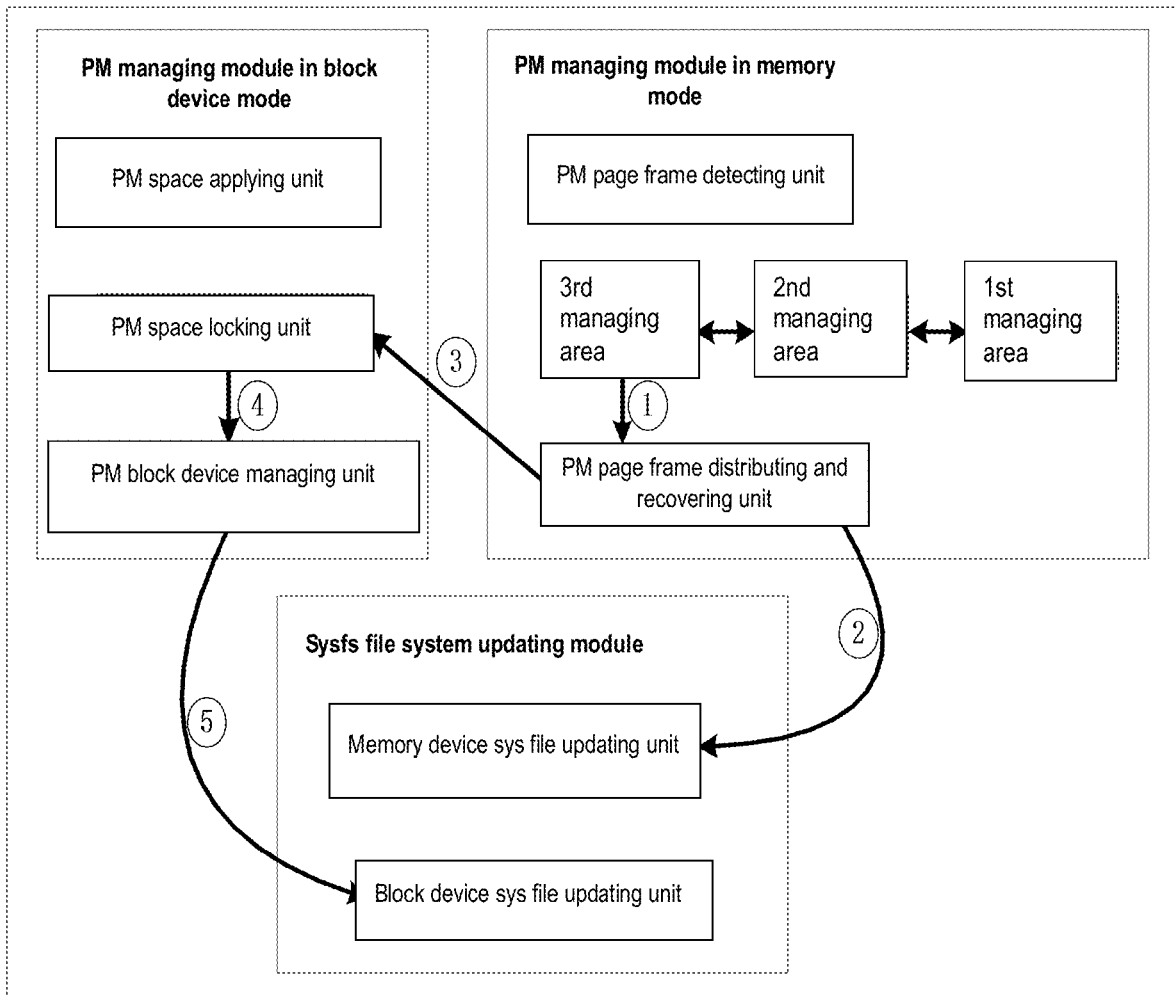 PM managing module in block
device mode
PM space applying unit
PM space locking unit
4
PM block device managing unit
PM managing module in memory
mode
PM page frame detecting unit
3rd
managing
area
2nd
managing
area
1st
managing
area
3
1
PM page frame distributing and
recovering unit
2
5
Sysfs file system updating module
Memory device sys file updating unit
Block device sys file updating unit